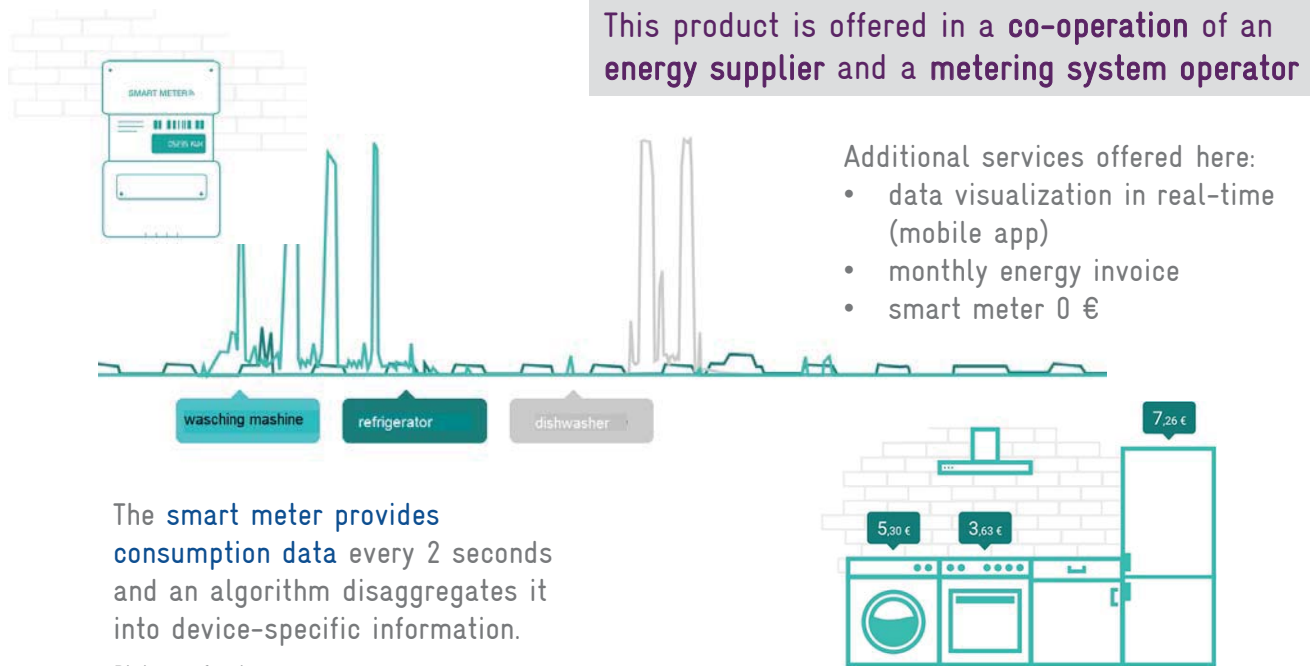 This product is offered in a co-operation of an
energy supplier and a metering system operator
SMART METER
Additional services offered here:
• data visualization in real-time
(mobile app)
• monthly energy invoice
• smart meter 0 €
wasching mashine
refrigerator
dishwasher
7,26 €
5,30 €
3,63 €
The smart meter provides
consumption data every 2 seconds
and an algorithm disaggregates it
into device-specific information.